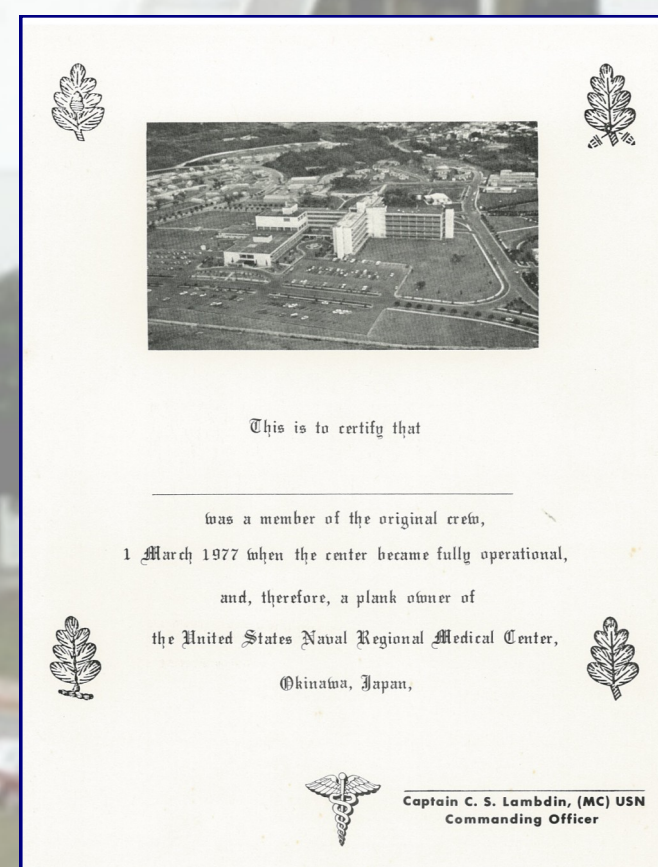 This is to certify that
was a member of the original crew,
1 March 1977 when the center became fully operational,
and, therefore, a plank owner of
the United States Naval Regional Medical Center,
Okinawa, Japan,
Captain C. S. Lambdin, (MC) USN
Commanding Officer